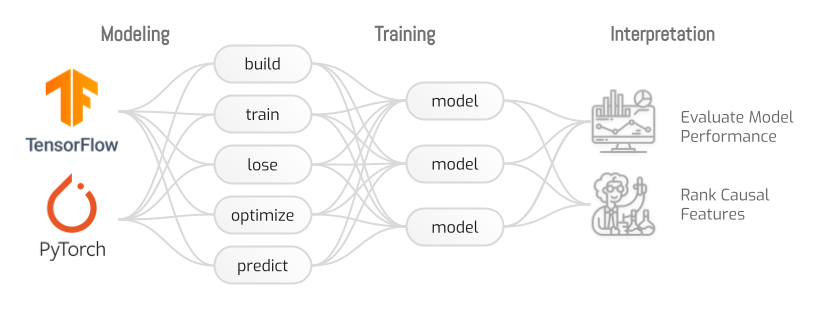 Modeling
Training
Interpretation
TensorFlow
PyTorch
build
train
lose
optimize
predict
model
model
model
Evaluate Model
Performance
Rank Causal
Features